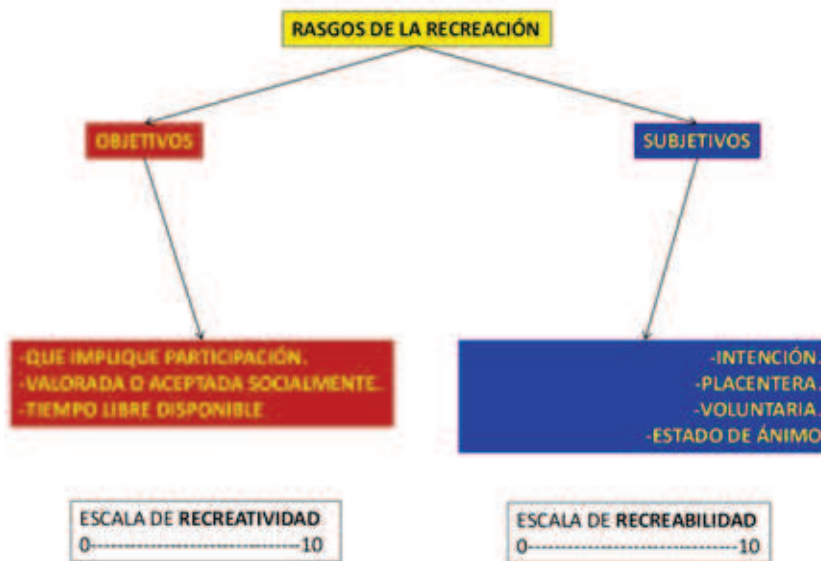 RASGOS DE LA RECREACIÓN
OBJETIVOS
SUBJETIVOS
-QUE IMPLIQUE PARTICIPACIÓN.
-VALORADA O ACEPTADA SOCIALMENTE.
-TIEMPO LIBRE DISPONIBLE
-INTENCIÓN.
-PLACENTERA.
-VOLUNTARIA.
-ESTADO DE ÁNIMO
ESCALA DE RECREATIVIDAD
0-----------------------------10
ESCALA DE RECREABILIDAD
0-----------------------------10